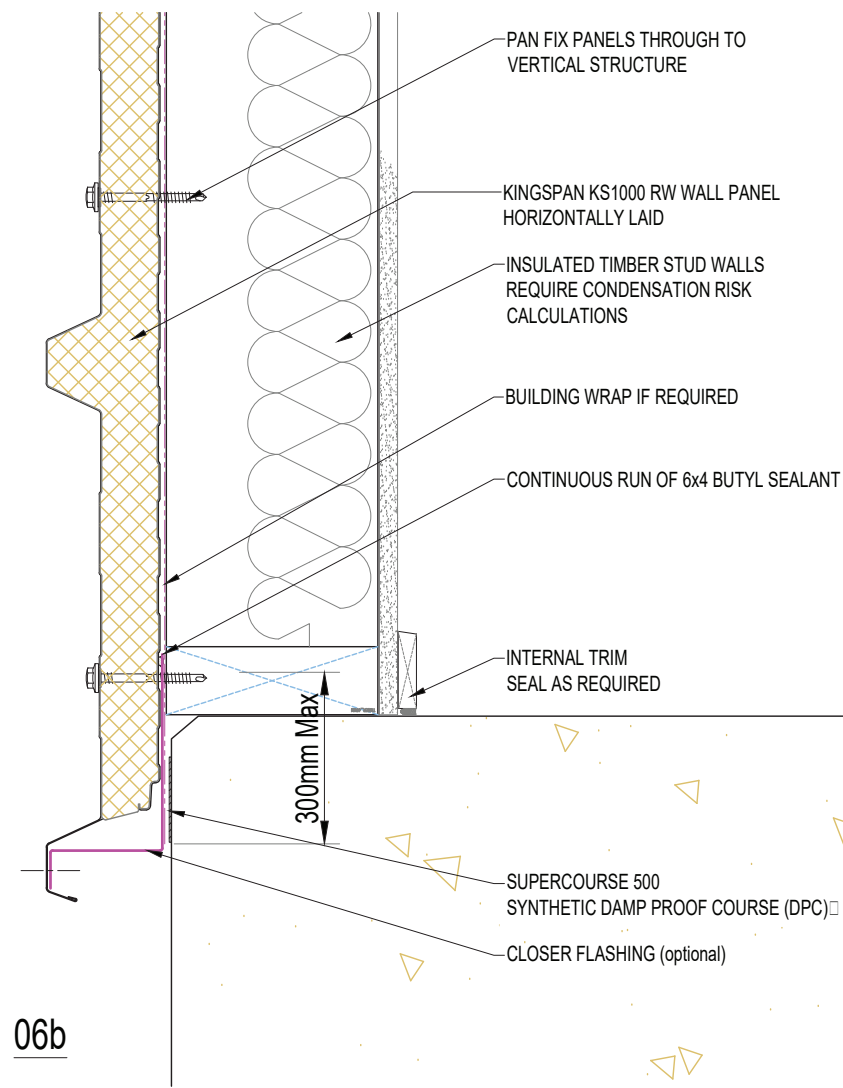 PAN FIX PANELS THROUGH TO
VERTICAL STRUCTURE
KINGSPAN KS1000 RW WALL PANEL
HORIZONTALLY LAID
INSULATED TIMBER STUD WALLS
REQUIRE CONDENSATION RISK
CALCULATIONS
BUILDING WRAP IF REQUIRED
CONTINUOUS RUN OF 6x4 BUTYL SEALANT
INTERNAL TRIM
SEAL AS REQUIRED
300mm Max
SUPERCOURSE 500
SYNTHETIC DAMP PROOF COURSE (DPC)□
CLOSER FLASHING (optional)
06b